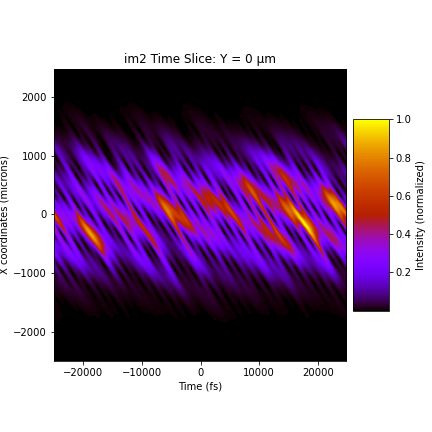 im2 Time Slice: Y = 0 μm
2000
1000
0
−1000
−2000
X coordinates (microns)
−20000 −10000 0 10000 20000
Time (fs)
1.0
0.8
0.6
0.4
0.2
Intensity (normalized)